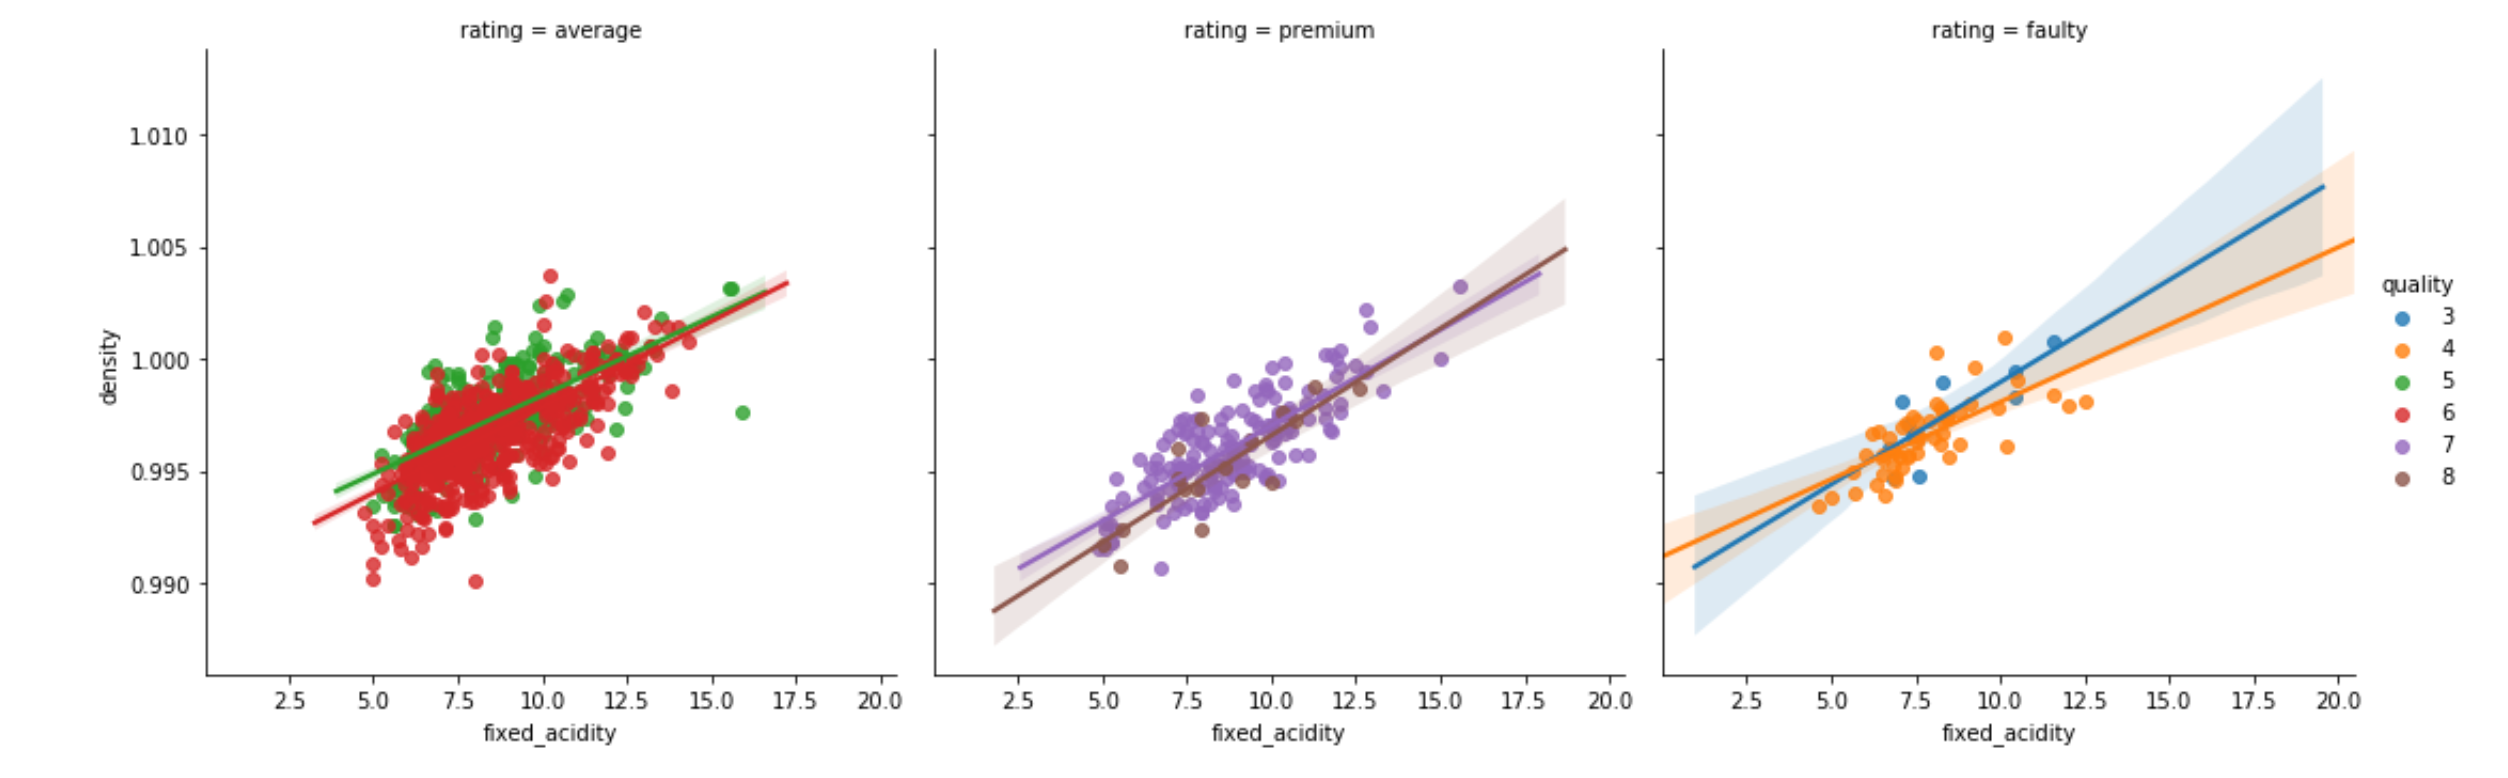 rating = average
rating = premium
rating = faulty
1.010
1.005
1.000
0.995
0.990
density
2.5 5.0 7.5 10.0 12.5 15.0 17.5 20.0
2.5 5.0 7.5 10.0 12.5 15.0 17.5 20.0
2.5 5.0 7.5 10.0 12.5 15.0 17.5 20.0
fixed_acidity
fixed_acidity
fixed_acidity
quality
3
4
5
6
7
8